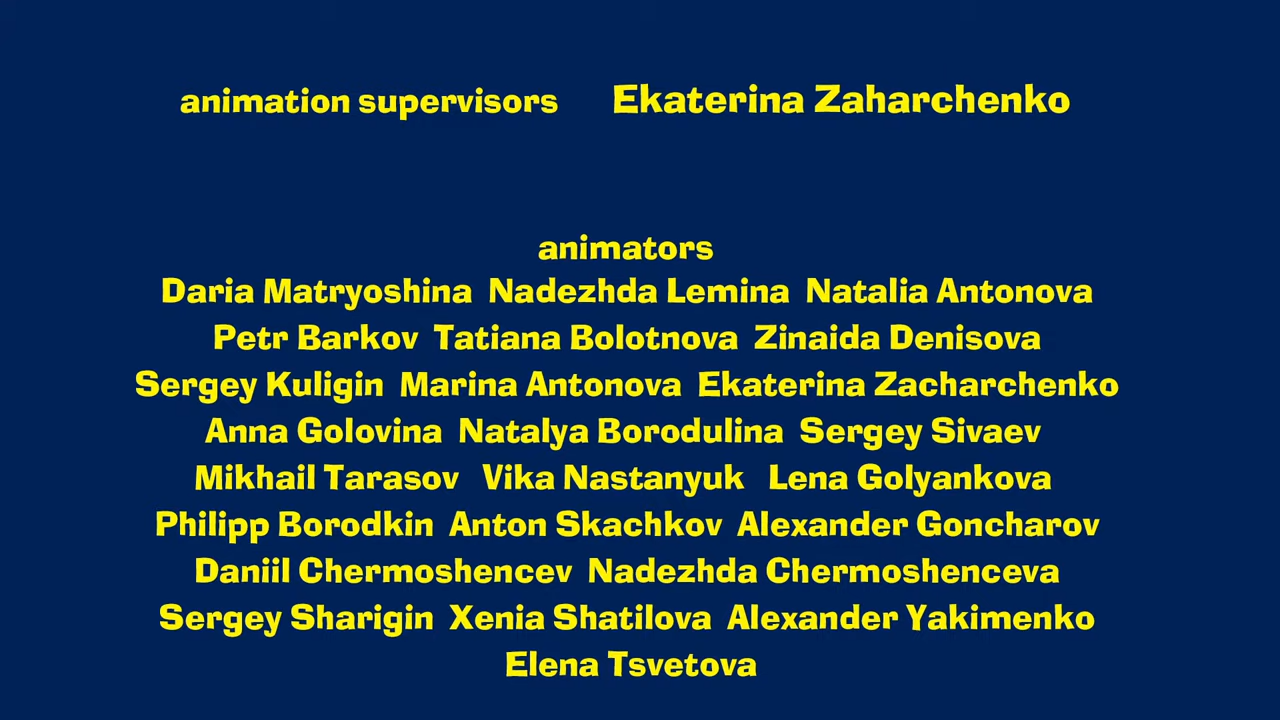 animation supervisors Ekaterina Zaharchenko
animators
Daria Matryoshina Nadezhda Lemina Natalia Antonova
Petr Barkov Tatiana Bolotnova Zinaida Denisova
Sergey Kuligin Marina Antonova Ekaterina Zacharchenko
Anna Golovina Natalya Borodulina Sergey Sivaev
Mikhail Tarasov Vika Nastanyuk Lena Golyankova
Philipp Borodkin Anton Skachkov Alexander Goncharov
Daniil Chermoshencev Nadezhda Chermoshenceva
Sergey Sharigin Xenia Shatilova Alexander Yakimenko
Elena Tsvetova